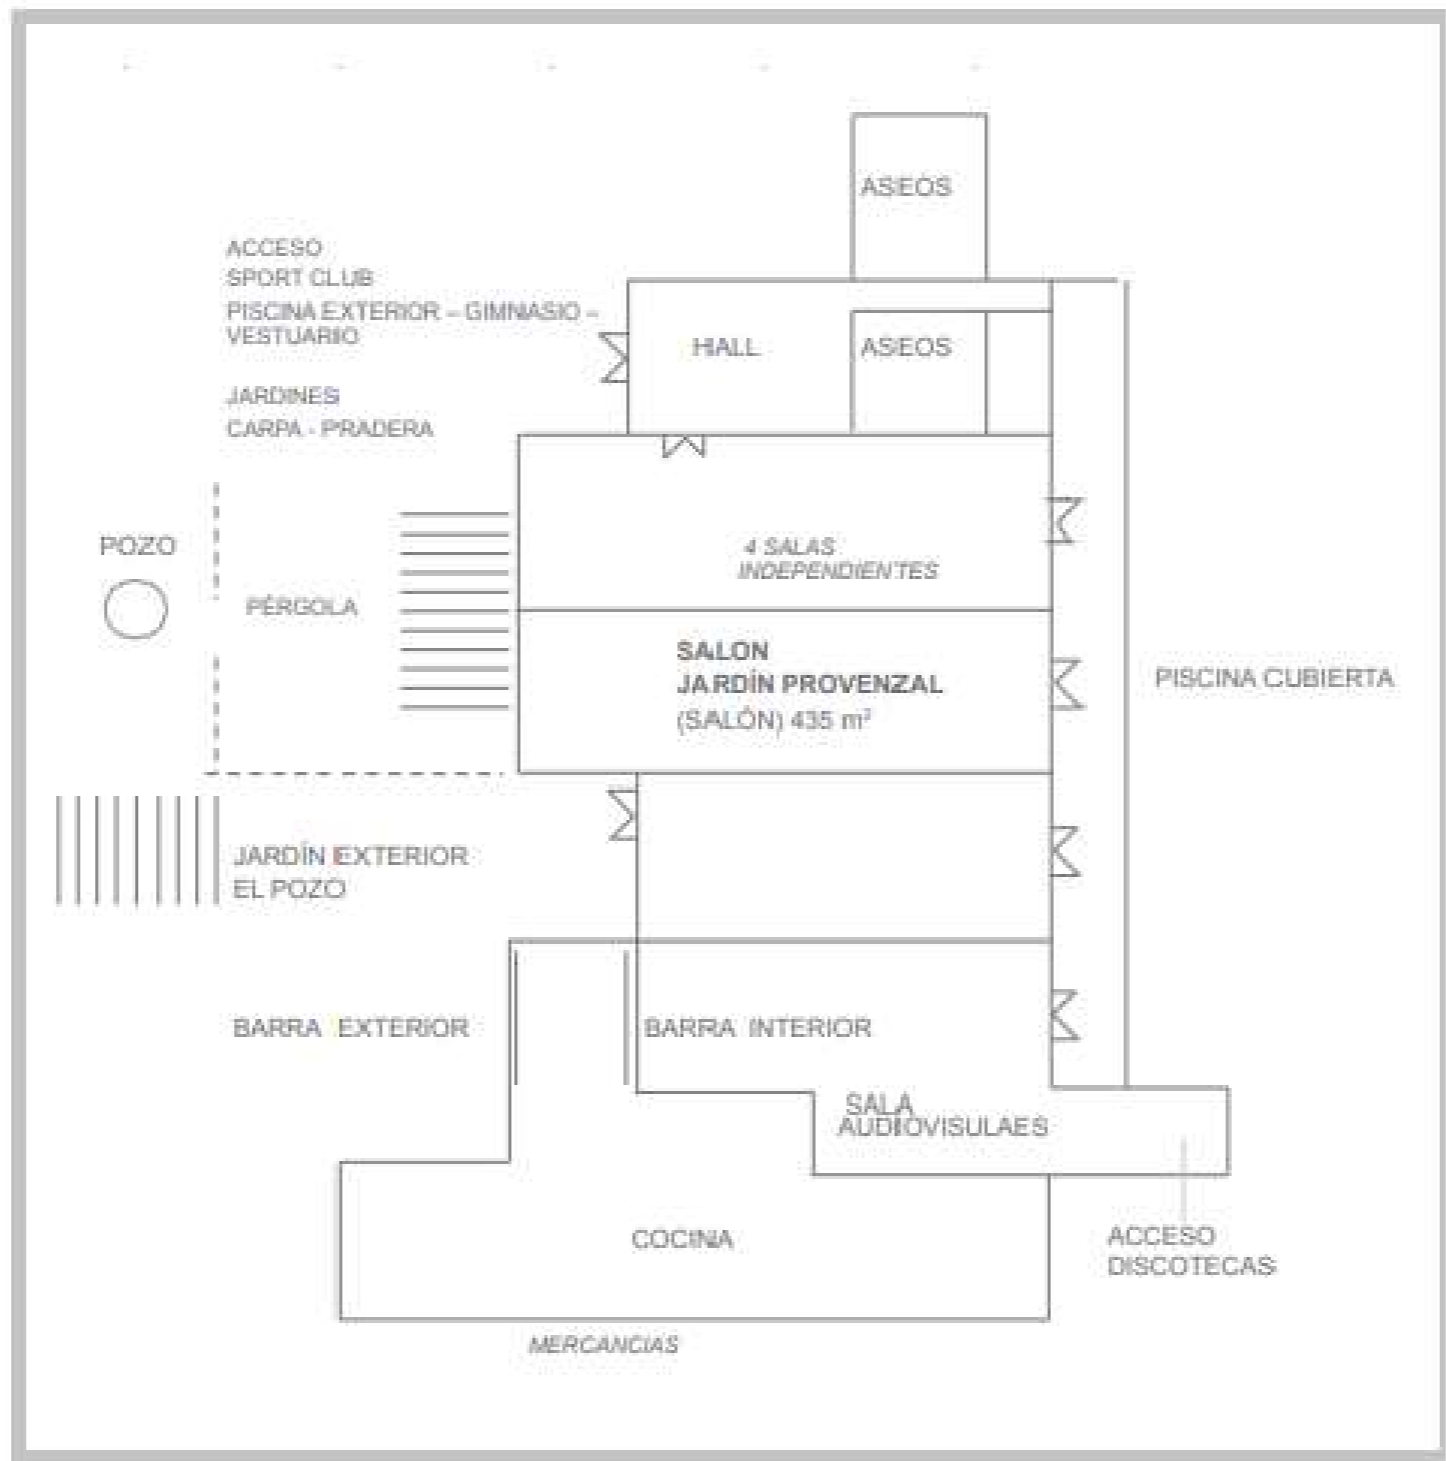 ASEOS
ACCESO
SPORT CLUB
PISCINA EXTERIOR – GIMNASIO –
VESTUARIO
HALL
ASEOS
JARDINES
CARPA - PRADERA
POZO
4 SALAS
INDEPENDIENTES
PÉRGOLA
SALON
JARDÍN PROVENZAL
(SALÓN) 435 m²
PISCINA CUBIERTA
JARDÍN EXTERIOR
EL POZO
BARRA EXTERIOR
BARRA INTERIOR
SALA
AUDIOVISULAES
COCINA
ACCESO
DISCOTECAS
MERCANCIAS